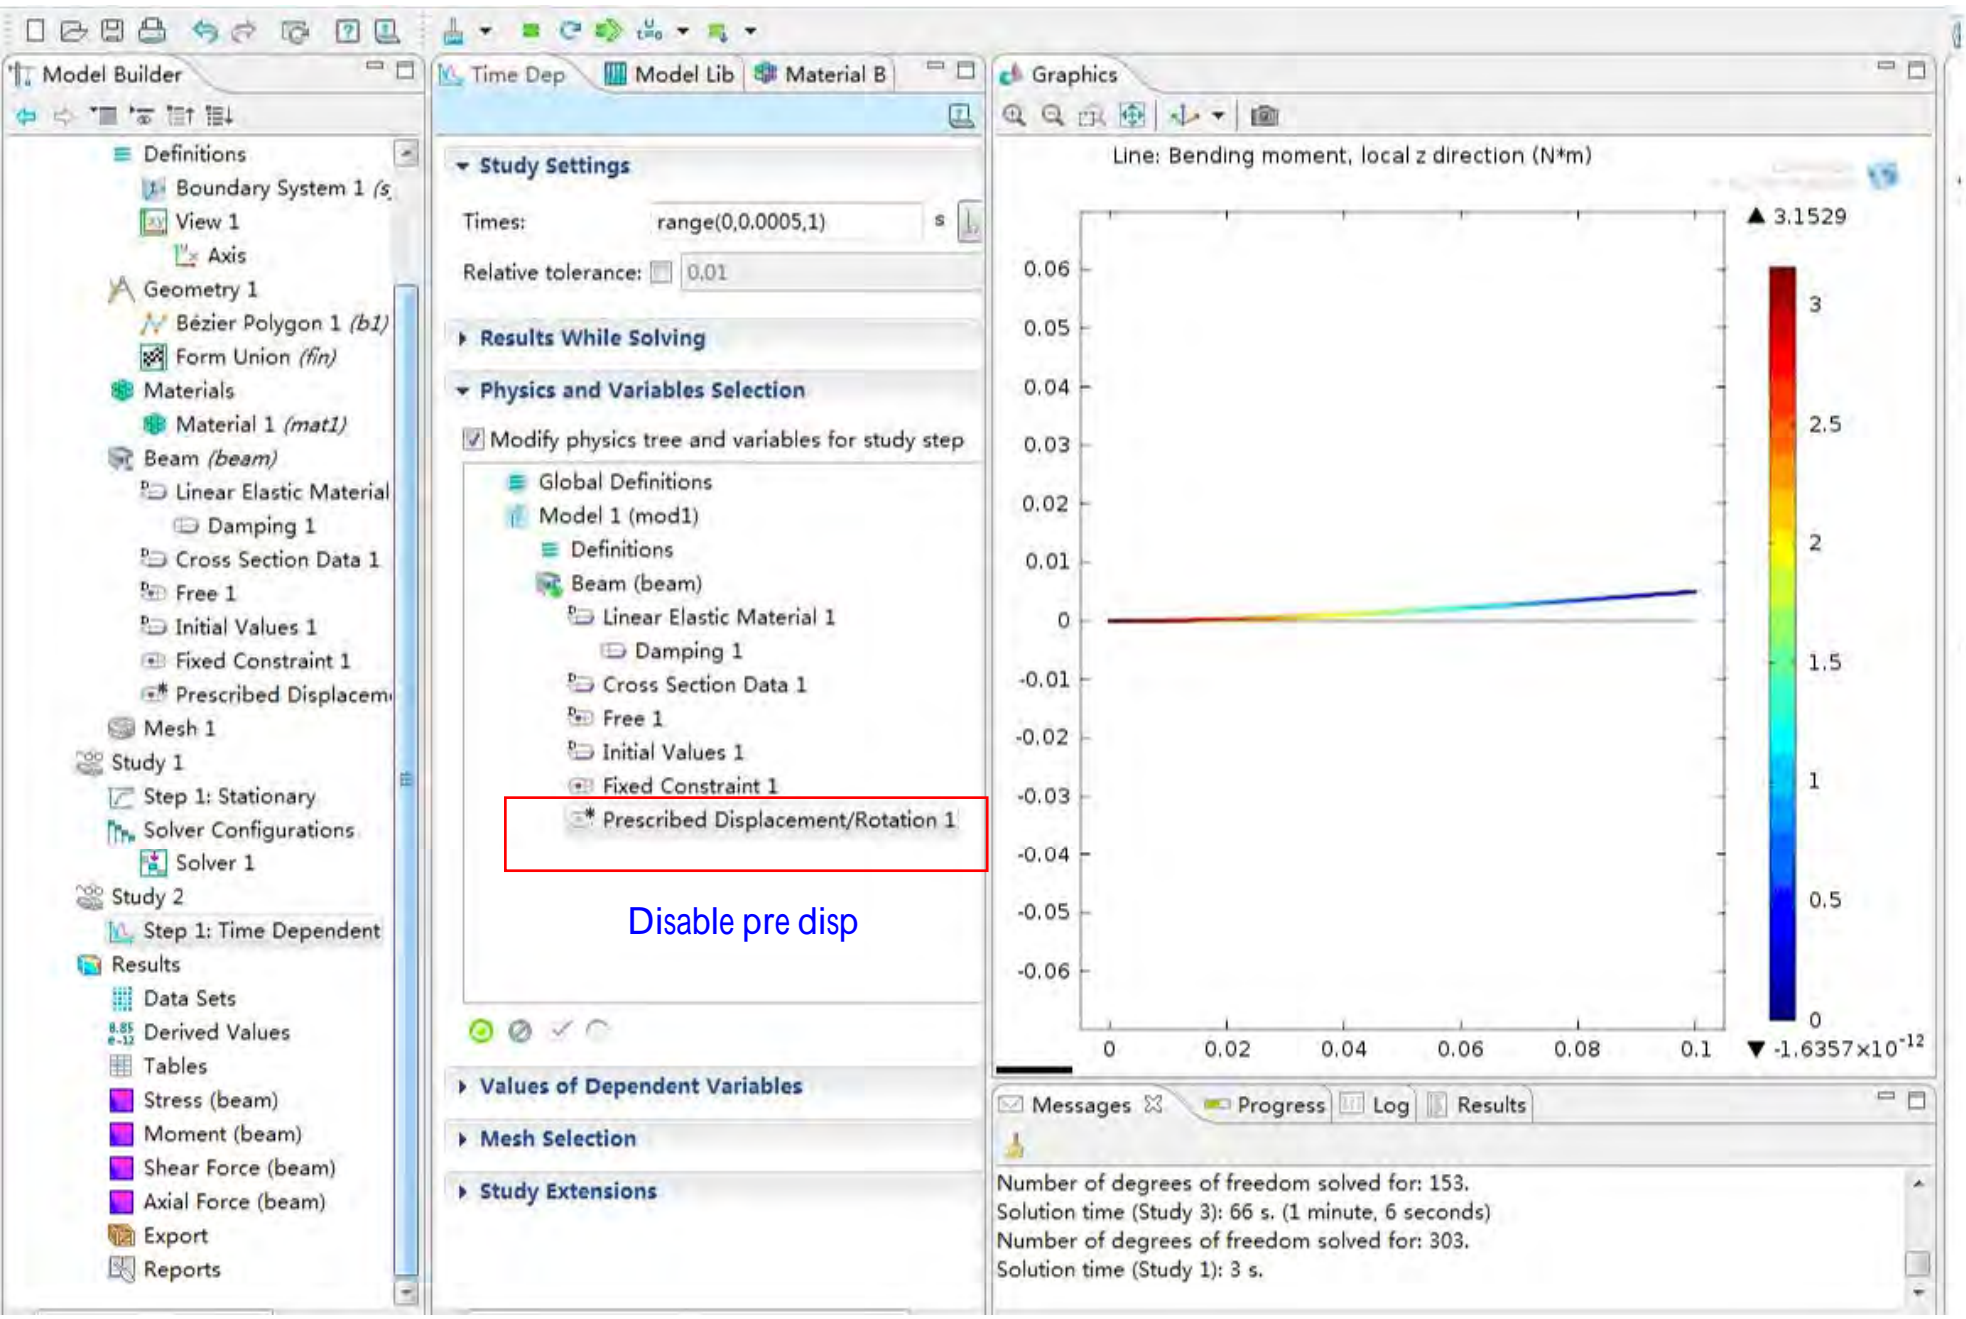 Model Builder
Definitions
Boundary System 1 (s
View 1
Axis
Geometry 1
Bézier Polygon 1 (b1)
Form Union (fin)
Materials
Material 1 (mat1)
Beam (beam)
Linear Elastic Material
Damping 1
Cross Section Data 1
Free 1
Initial Values 1
Fixed Constraint 1
Prescribed Displacem
Mesh 1
Study 1
Step 1: Stationary
Solver Configurations
Solver 1
Study 2
Step 1: Time Dependent
Results
Data Sets
Derived Values
Tables
Stress (beam)
Moment (beam)
Shear Force (beam)
Axial Force (beam)
Export
Reports
Time Dep
Model Lib
Material B
Study Settings
Times: range(0,0.0005,1) s
Relative tolerance: 0.01
Results While Solving
Physics and Variables Selection
Modify physics tree and variables for study step
Global Definitions
Model 1 (mod1)
Definitions
Beam (beam)
Linear Elastic Material 1
Damping 1
Cross Section Data 1
Free 1
Initial Values 1
Fixed Constraint 1
Prescribed Displacement/Rotation 1
Disable pre disp
Values of Dependent Variables
Mesh Selection
Study Extensions
Graphics
Line: Bending moment, local z direction (N*m)
▲ 3.1529
0.06
0.05
0.04
0.03
0.02
0.01
0
-0.01
-0.02
-0.03
-0.04
-0.05
-0.06
0 0.02 0.04 0.06 0.08 0.1
3
2.5
2
1.5
1
0.5
0
▼ -1.6357×10⁻¹²
Messages Progress Log Results
Number of degrees of freedom solved for: 153.
Solution time (Study 3): 66 s. (1 minute, 6 seconds)
Number of degrees of freedom solved for: 303.
Solution time (Study 1): 3 s.